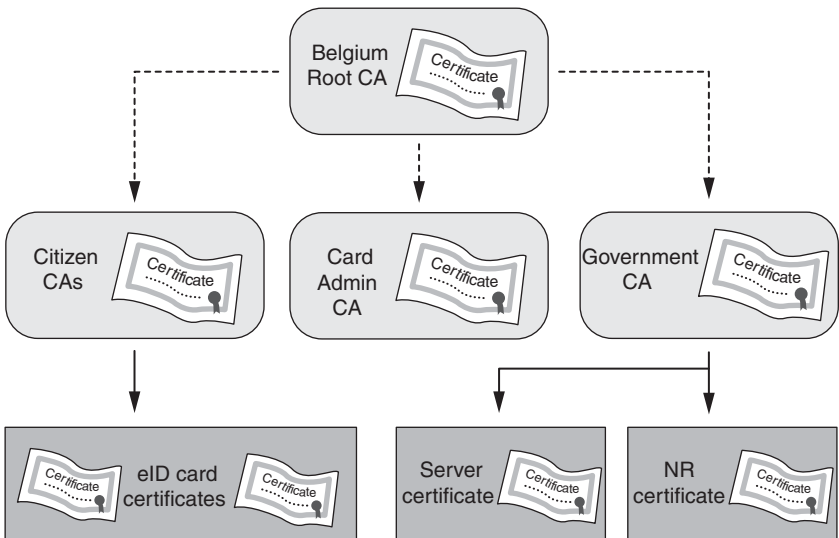 Belgium
Root CA
Certificate
Citizen
CAs
Certificate
Card
Admin
CA
Certificate
Government
CA
Certificate
Certificate
eID card
certificates
Certificate
Server
certificate
Certificate
NR
certificate
Certificate